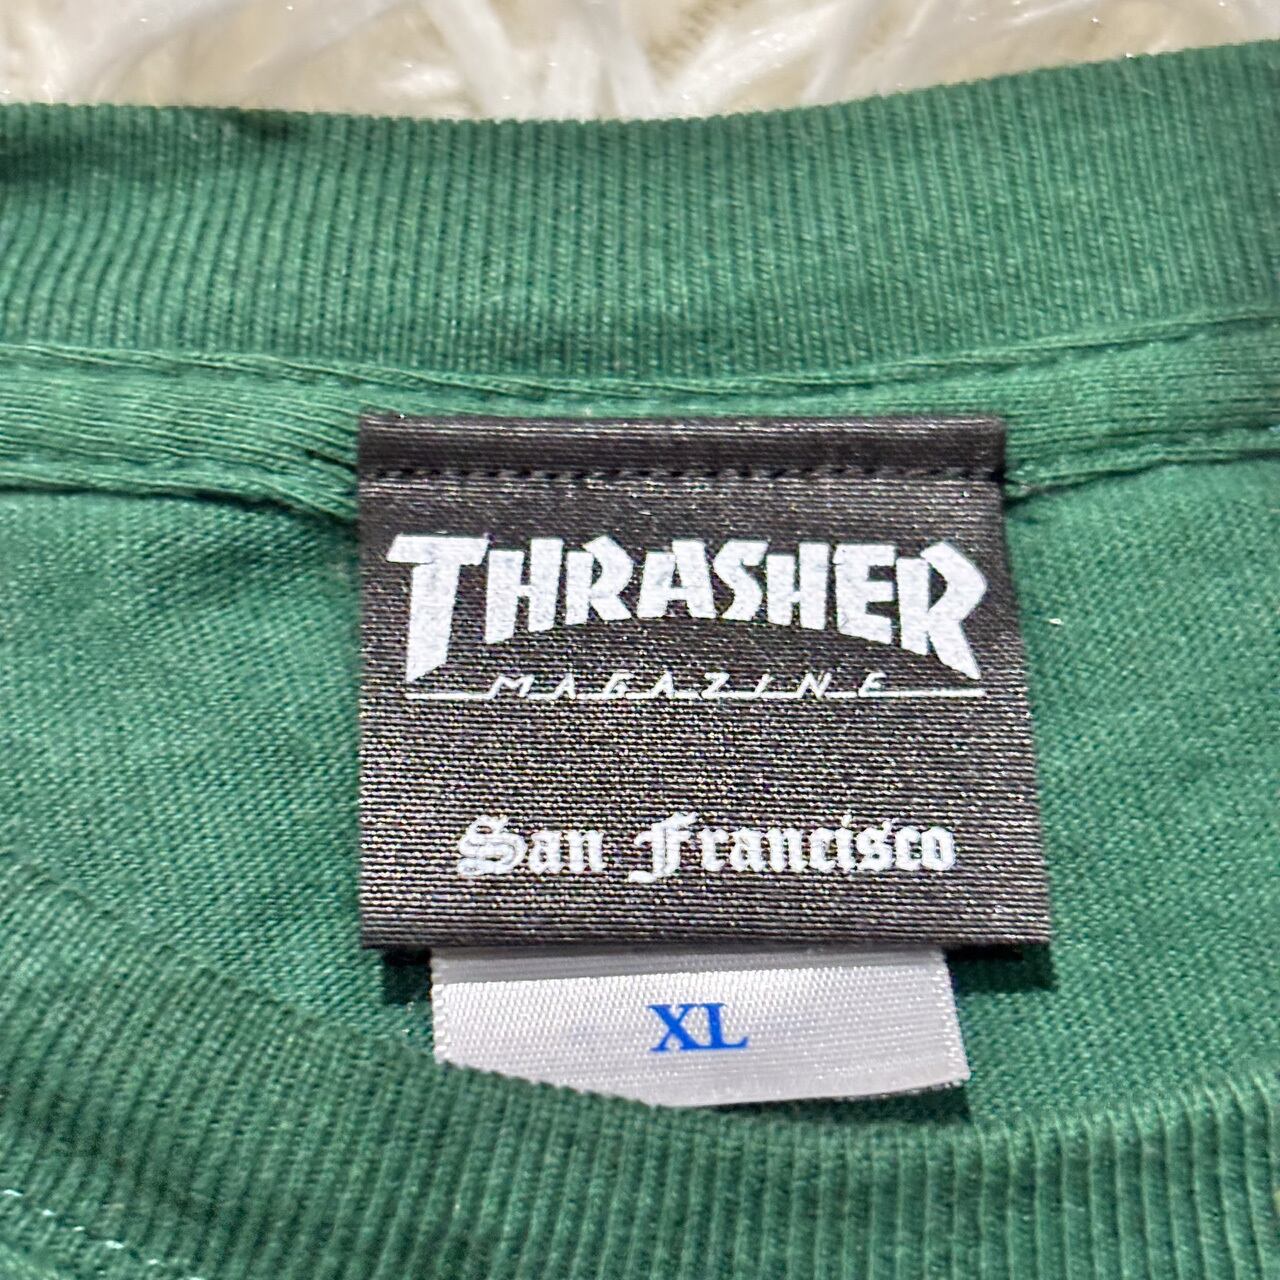 THRASHER
MAGAZINE
San Francisco
XL